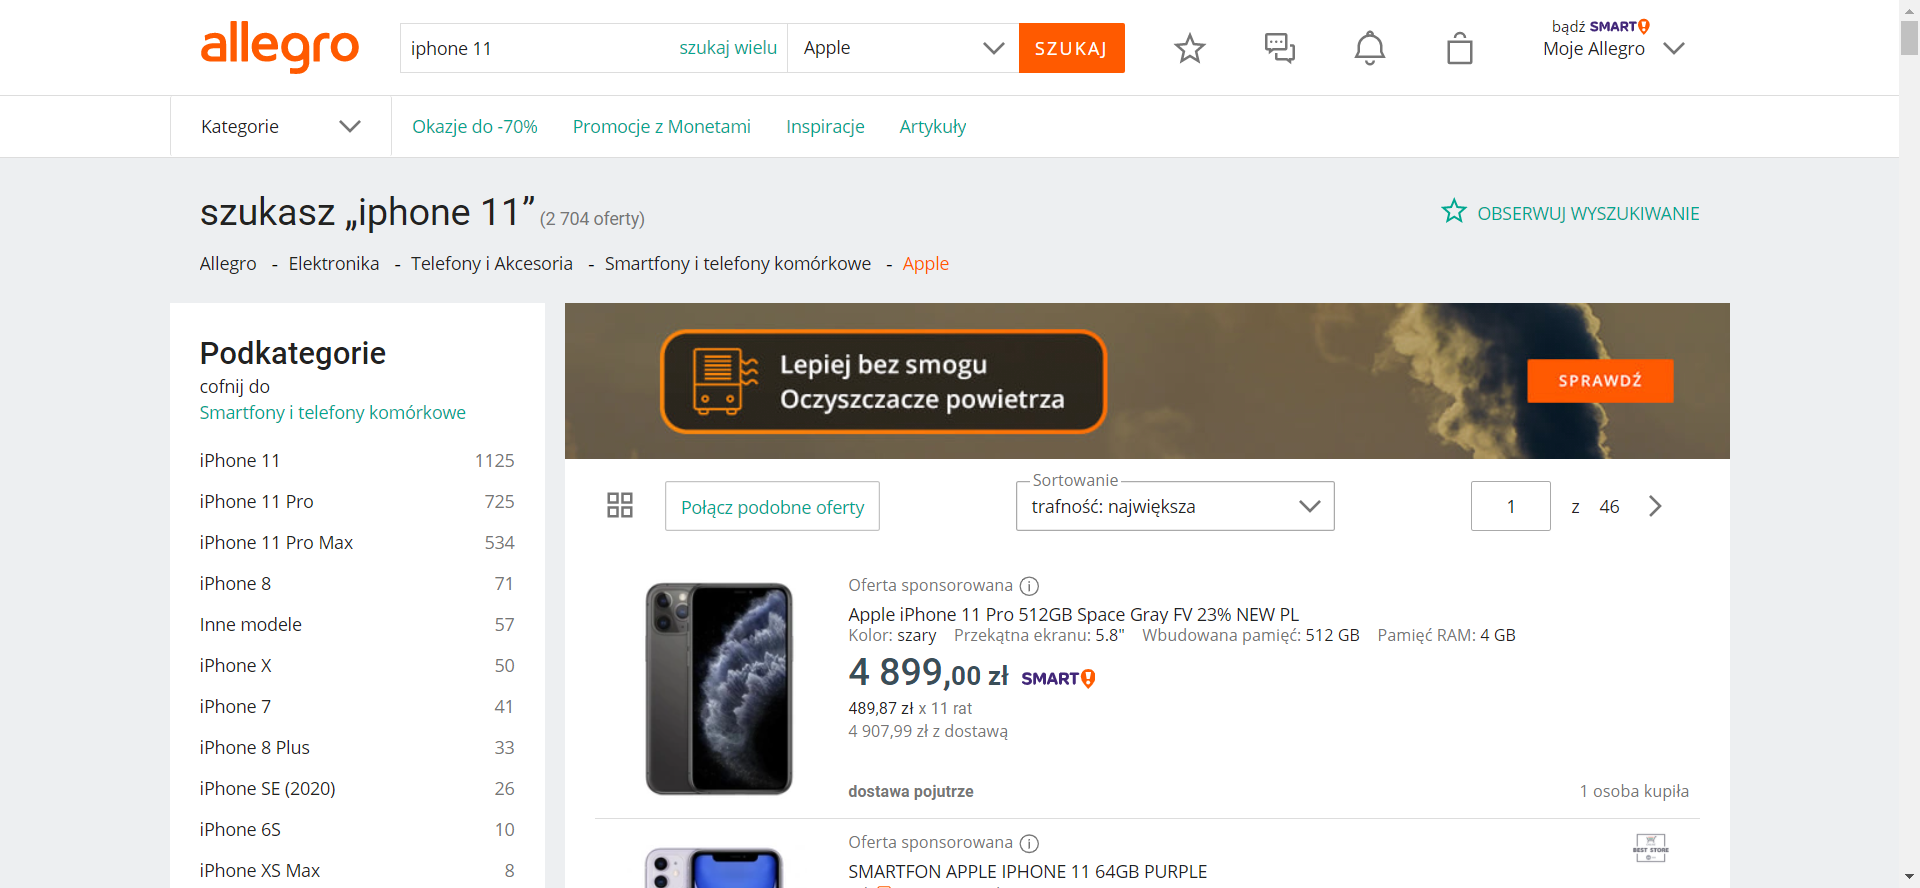 allegro
iphone 11
szukaj wielu
Apple
SZUKAJ
bądź SMART!
Moje Allegro
Kategorie
Okazje do -70%
Promocje z Monetami
Inspiracje
Artykuły
szukasz „iphone 11” (2 704 oferty)
OBSERWUJ WYSZUKIWANIE
Allegro - Elektronika - Telefony i Akcesoria - Smartfony i telefony komórkowe - Apple
Podkategorie
cofnij do
Smartfony i telefony komórkowe
iPhone 11 1125
iPhone 11 Pro 725
iPhone 11 Pro Max 534
iPhone 8 71
Inne modele 57
iPhone X 50
iPhone 7 41
iPhone 8 Plus 33
iPhone SE (2020) 26
iPhone 6S 10
iPhone XS Max 8
Lepiej bez smogu
Oczyszczacze powietrza
SPRAWDŹ
Połącz podobne oferty
Sortowanie
trafność: największa
1 z 46
Oferta sponsorowana
Apple iPhone 11 Pro 512GB Space Gray FV 23% NEW PL
Kolor: szary Przekątna ekranu: 5.8" Wbudowana pamięć: 512 GB Pamięć RAM: 4 GB
4 899,00 zł SMART!
489,87 zł x 11 rat
4 907,99 zł z dostawą
dostawa pojutrze
1 osoba kupiła
Oferta sponsorowana
BEST STORE
SMARTFON APPLE IPHONE 11 64GB PURPLE